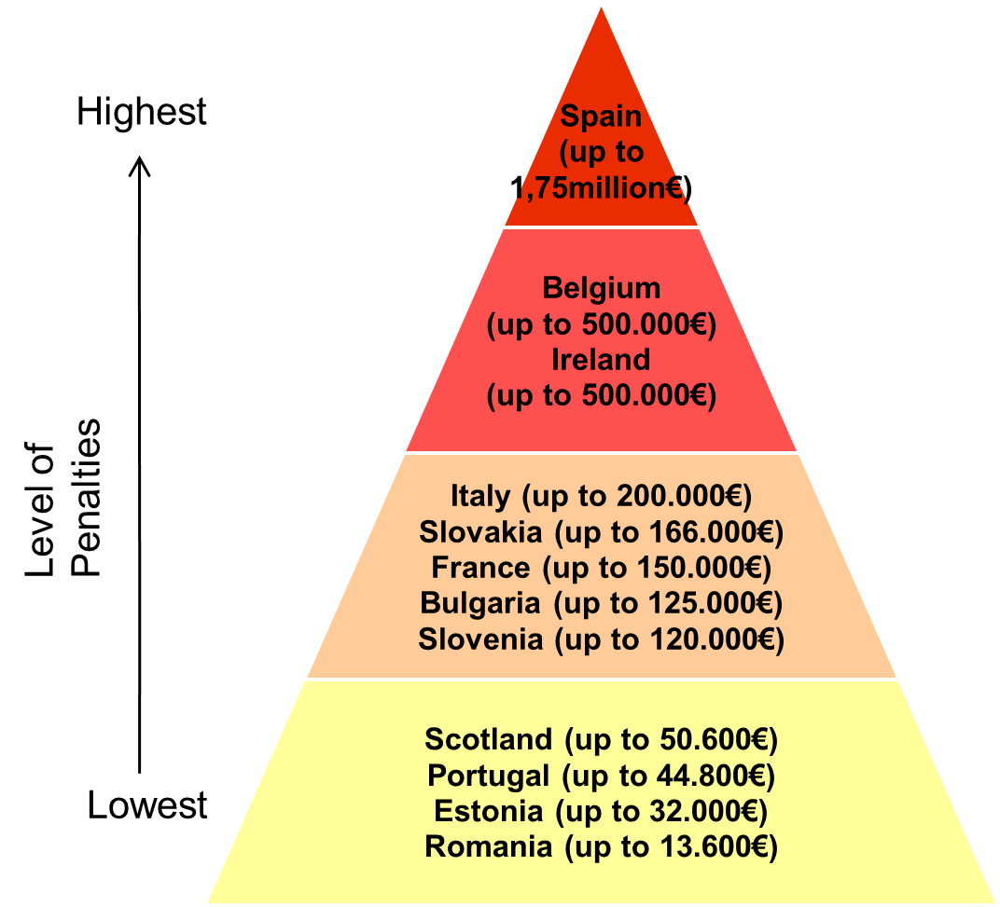 Highest
Spain
(up to
1,75million€)
Belgium
(up to 500.000€)
Ireland
(up to 500.000€)
Level of
Penalties
Italy (up to 200.000€)
Slovakia (up to 166.000€)
France (up to 150.000€)
Bulgaria (up to 125.000€)
Slovenia (up to 120.000€)
Scotland (up to 50.600€)
Portugal (up to 44.800€)
Estonia (up to 32.000€)
Romania (up to 13.600€)
Lowest